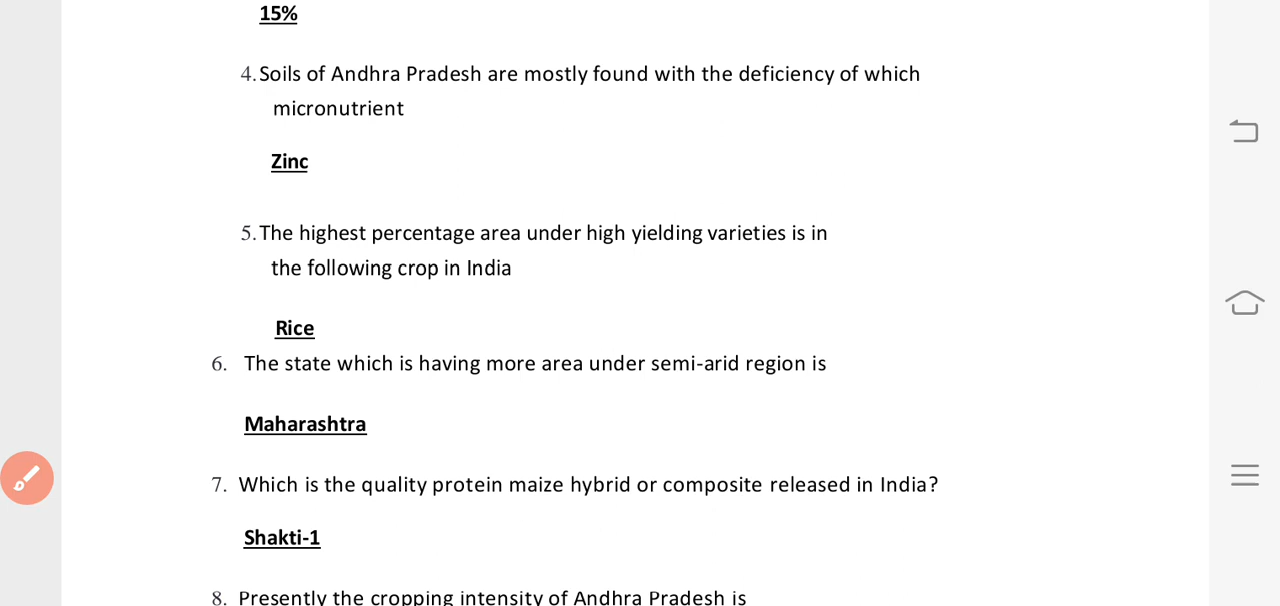 15%
4. Soils of Andhra Pradesh are mostly found with the deficiency of which
micronutrient
Zinc
5. The highest percentage area under high yielding varieties is in
the following crop in India
Rice
6. The state which is having more area under semi-arid region is
Maharashtra
7. Which is the quality protein maize hybrid or composite released in India?
Shakti-1
8. Presently the cropping intensity of Andhra Pradesh is